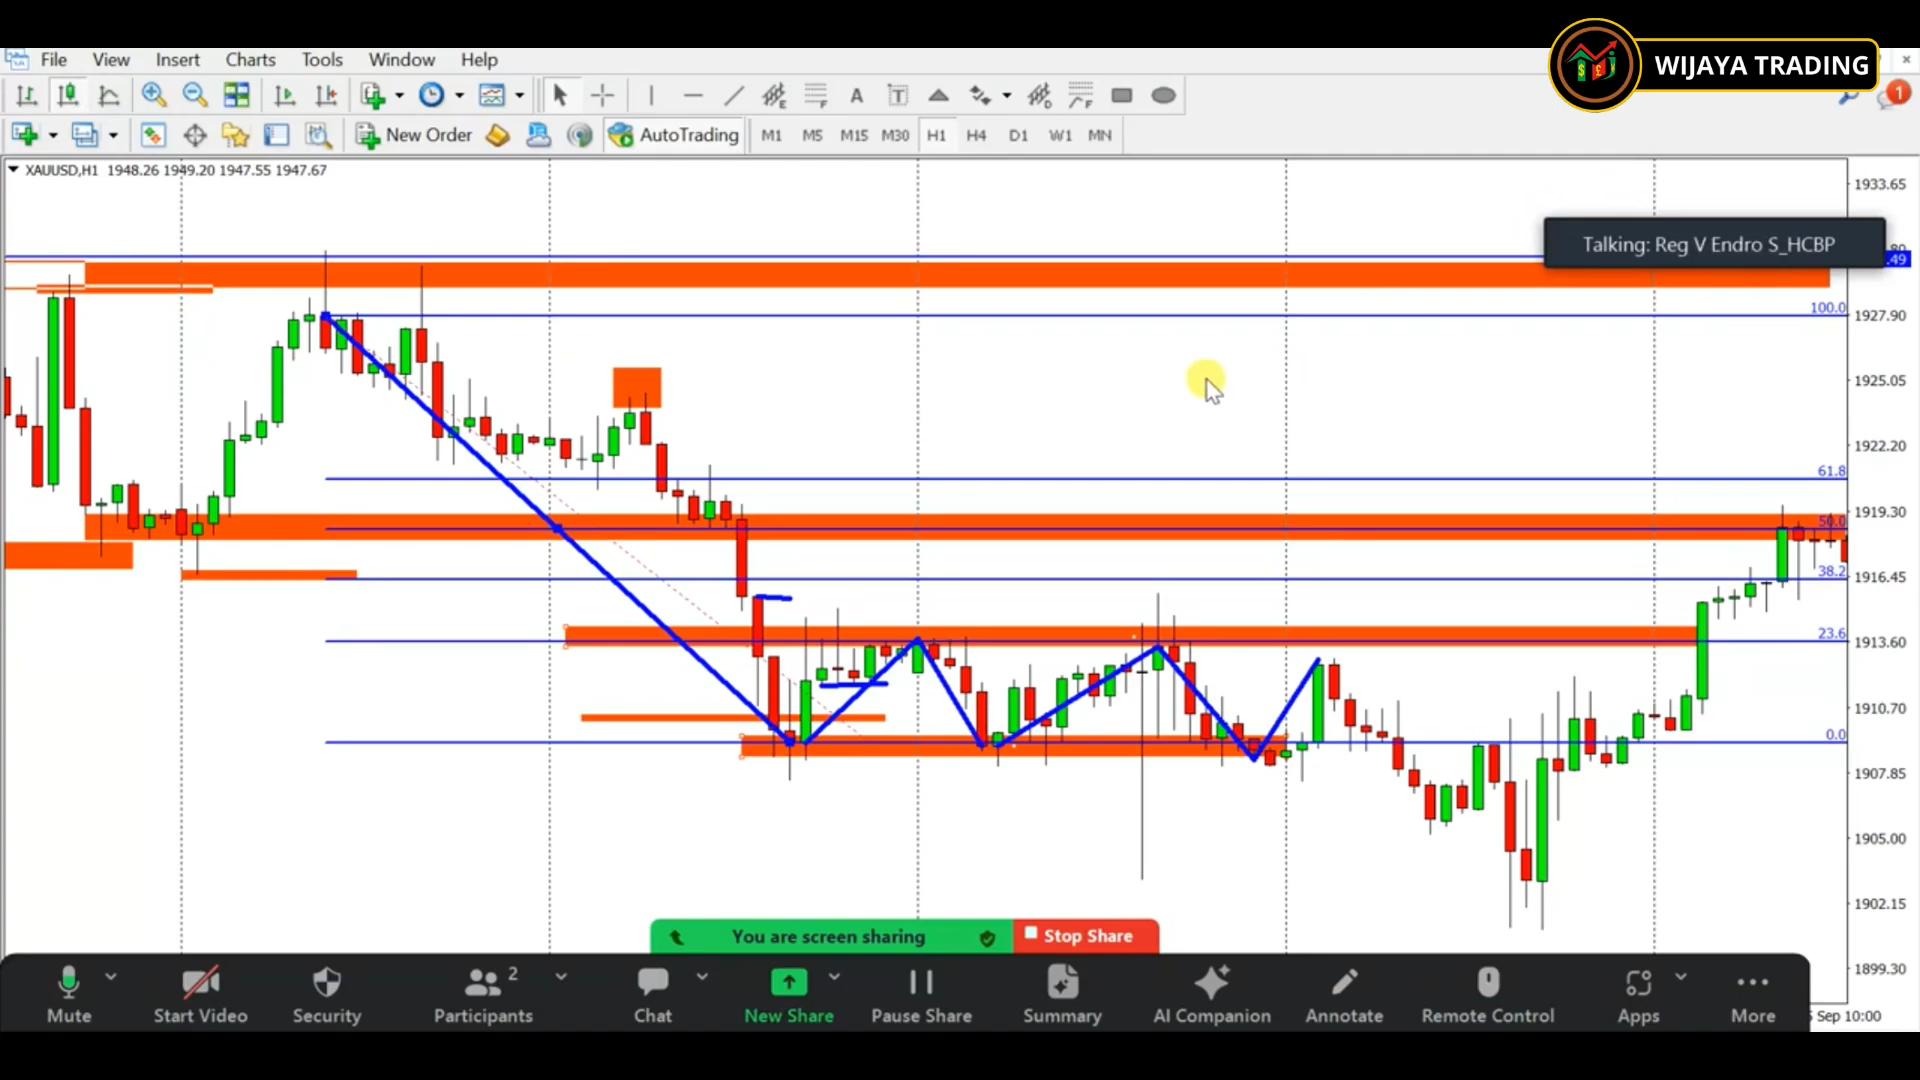 WIJAYA TRADING
File View Insert Charts Tools Window Help
1
New Order AutoTrading M1 M5 M15 M30 H1 H4 D1 W1 MN
XAUUSD,H1 1948.26 1949.20 1947.55 1947.67
1933.65
Talking: Reg V Endro S_HCBP
.49
100.0
1927.90
1925.05
1922.20
61.8
1919.30
50.0
38.2
1916.45
23.6
1913.60
1910.70
0.0
1907.85
1905.00
1902.15
You are screen sharing Stop Share
1899.30
2
Mute Start Video Security Participants Chat New Share Pause Share Summary AI Companion Annotate Remote Control Apps More
Sep 10:00